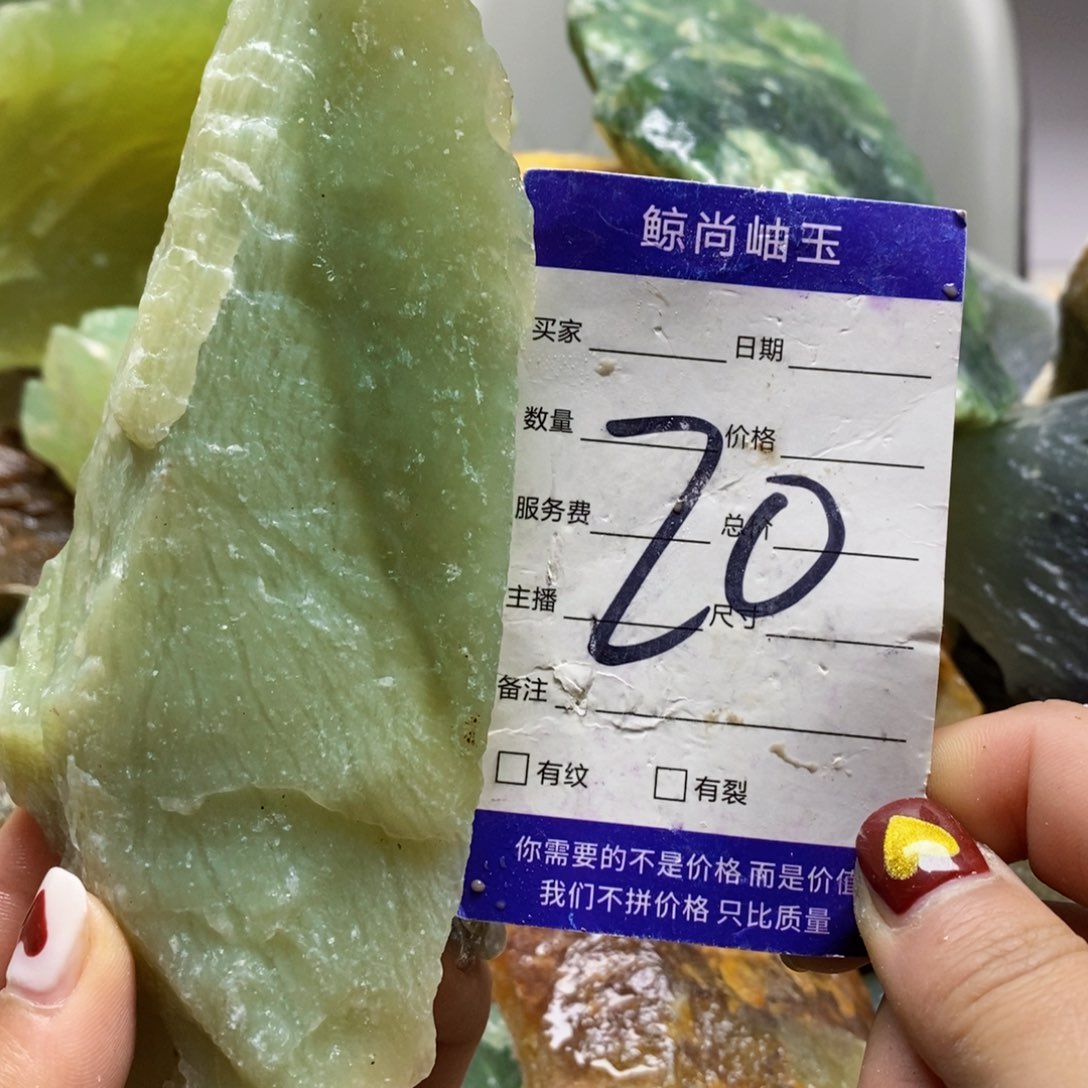 鲸尚岫玉
买家 日期
数量 价格
服务费 总价
20
主播 尺寸
备注
有纹 有裂
你需要的不是价格 而是价值
我们不拼价格 只比质量